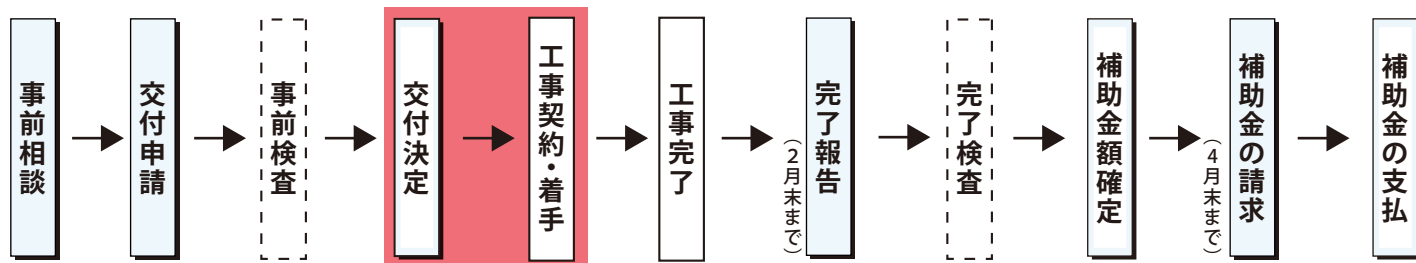 事前相談
交付申請
事前検査
交付決定
工事契約・着手
工事完了
完了報告
（２月末まで）
完了検査
補助金額確定
補助金の請求
（４月末まで）
補助金の支払